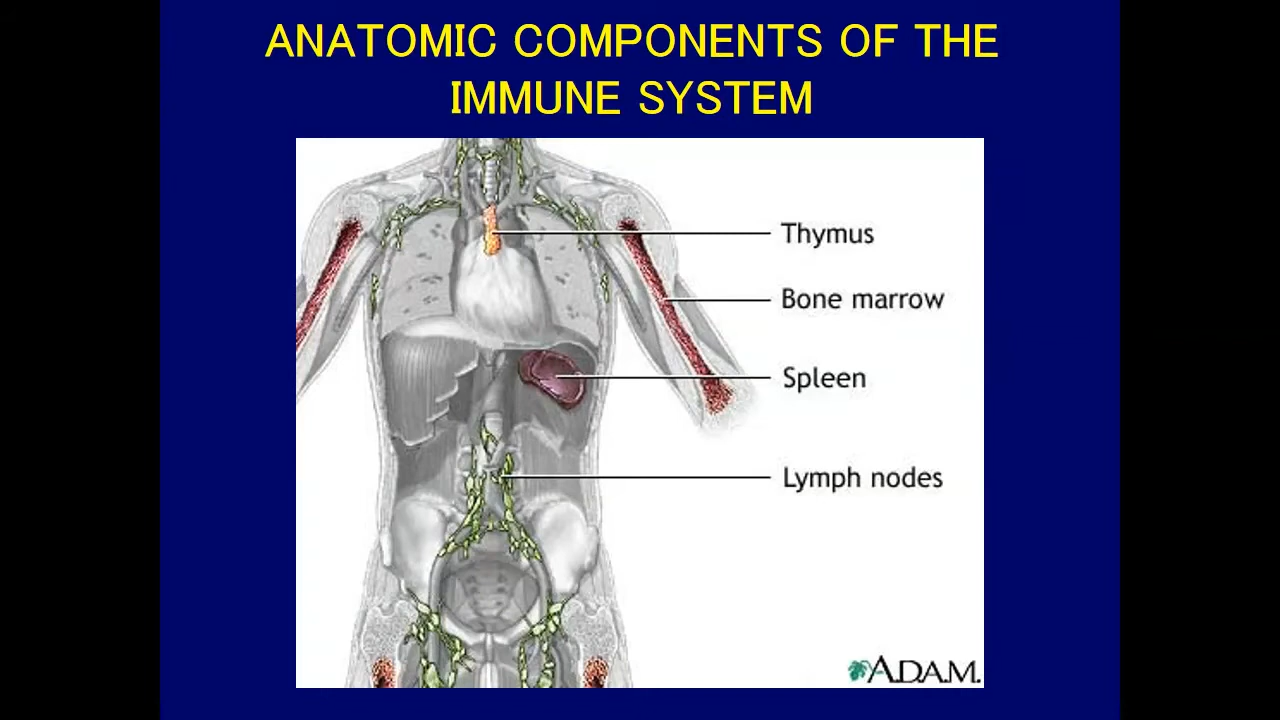 ANATOMIC COMPONENTS OF THE
IMMUNE SYSTEM
Thymus
Bone marrow
Spleen
Lymph nodes
A.D.A.M.